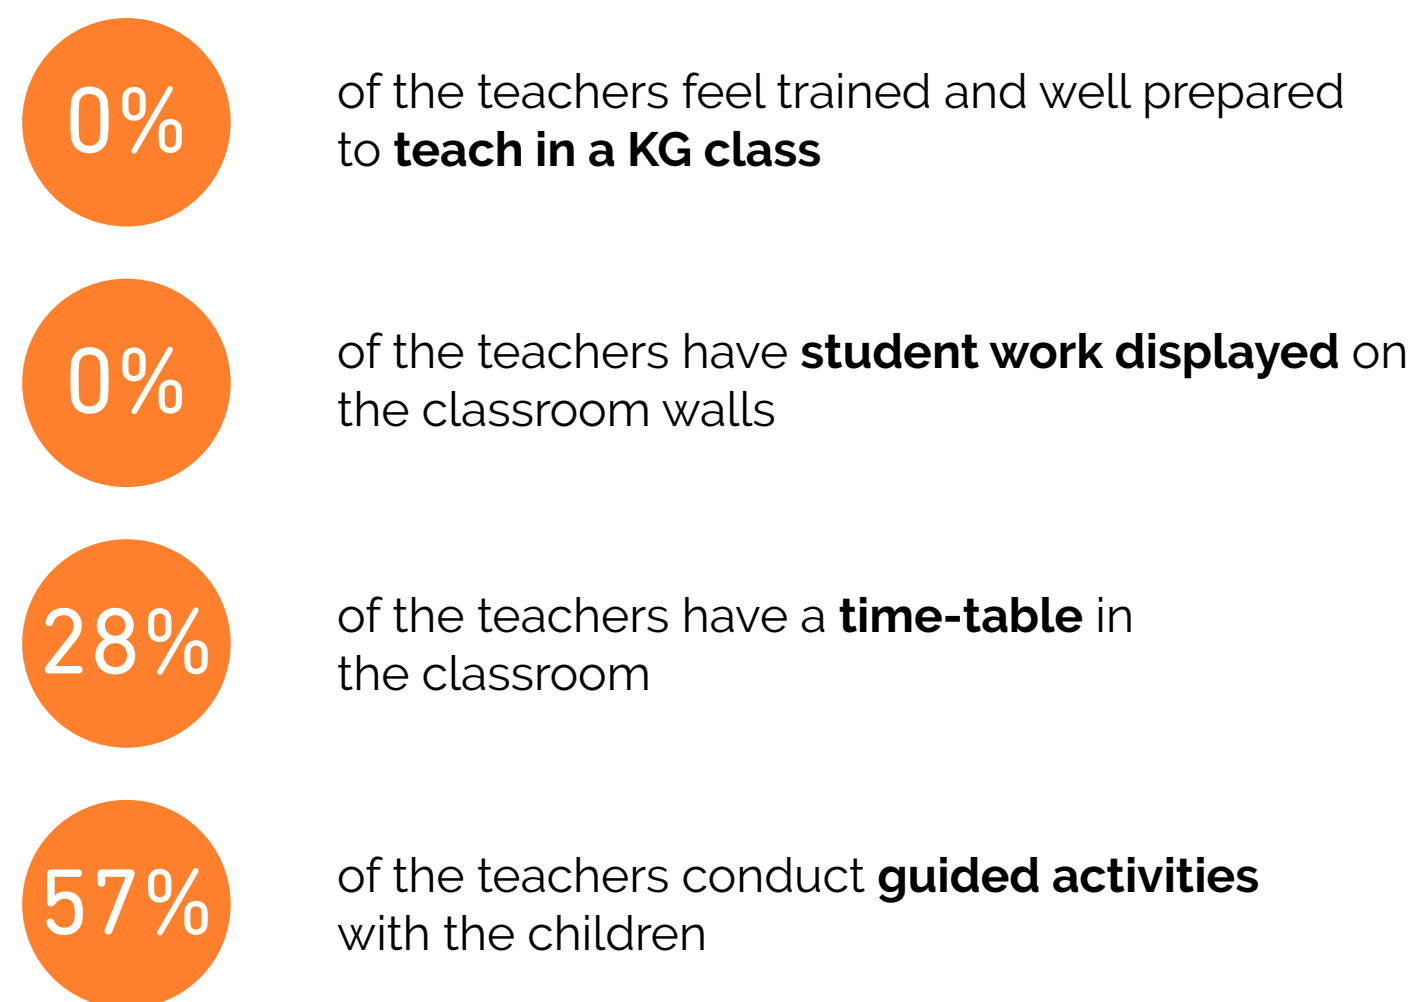 0%
of the teachers feel trained and well prepared
to teach in a KG class
0%
of the teachers have student work displayed on
the classroom walls
28%
of the teachers have a time-table in
the classroom
57%
of the teachers conduct guided activities
with the children